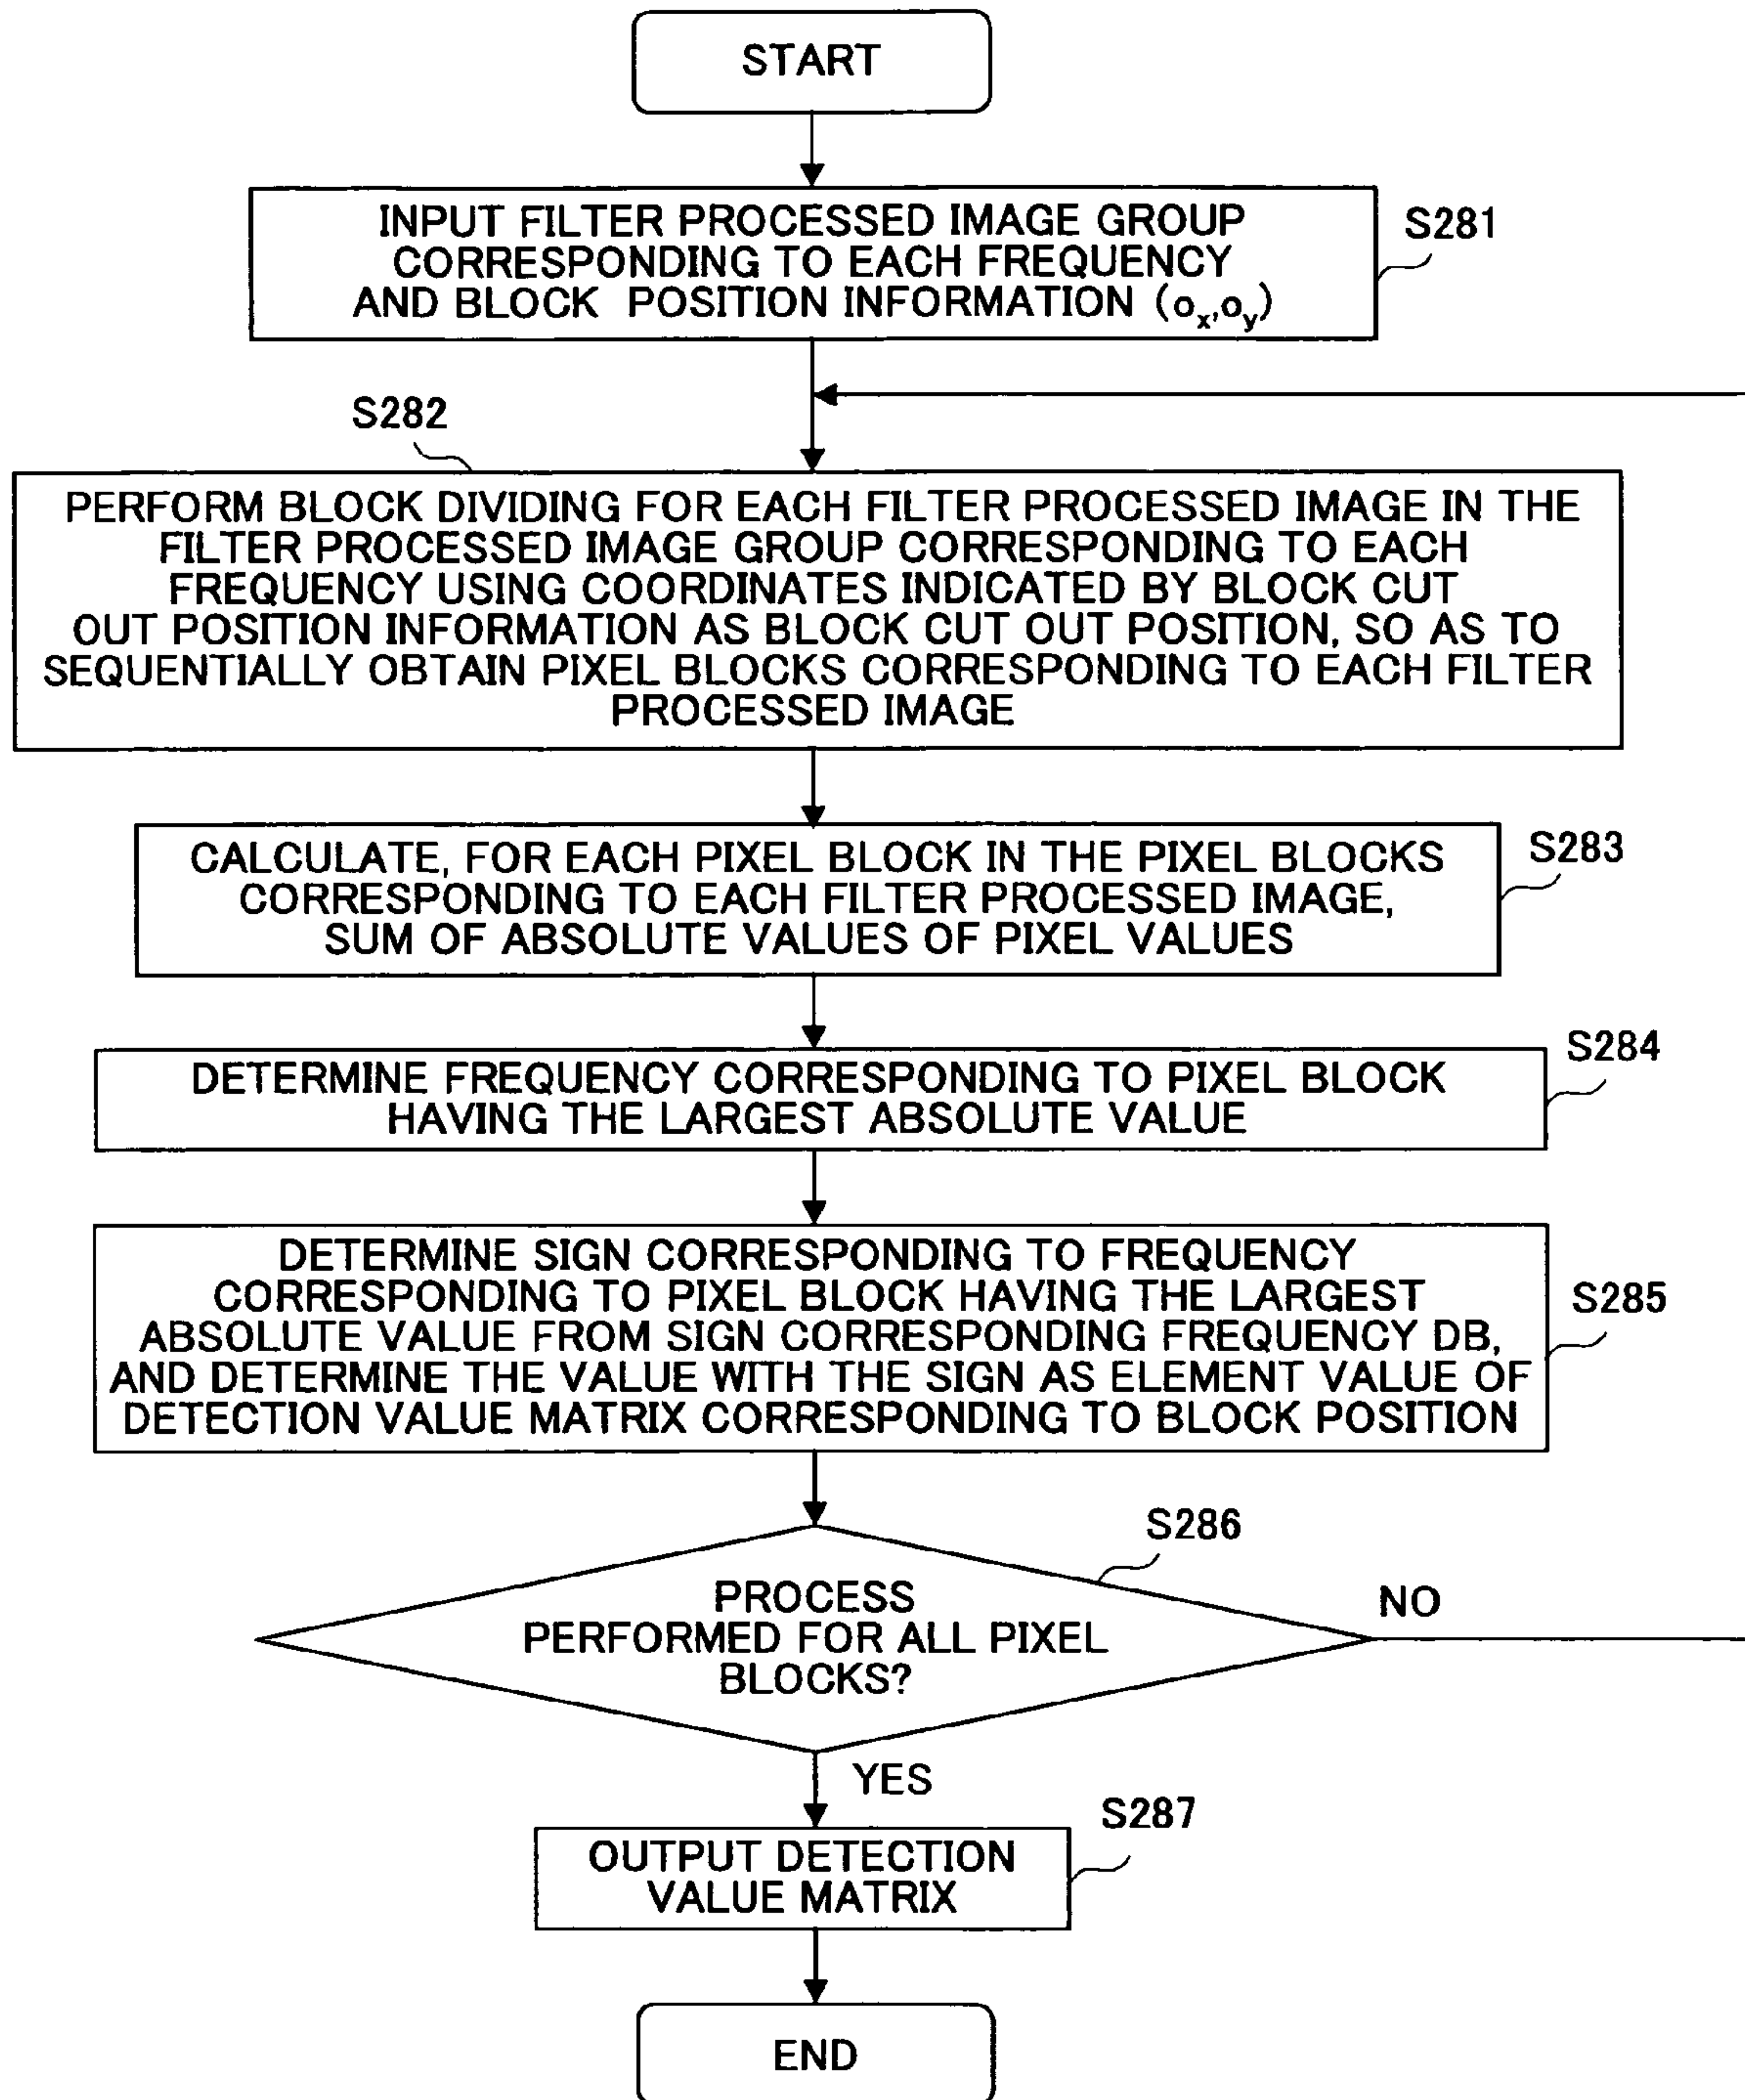 START
INPUT FILTER PROCESSED IMAGE GROUP
CORRESPONDING TO EACH FREQUENCY
AND BLOCK POSITION INFORMATION (ox,oy)
S281
S282
PERFORM BLOCK DIVIDING FOR EACH FILTER PROCESSED IMAGE IN THE
FILTER PROCESSED IMAGE GROUP CORRESPONDING TO EACH
FREQUENCY USING COORDINATES INDICATED BY BLOCK CUT
OUT POSITION INFORMATION AS BLOCK CUT OUT POSITION, SO AS TO
SEQUENTIALLY OBTAIN PIXEL BLOCKS CORRESPONDING TO EACH FILTER
PROCESSED IMAGE
CALCULATE, FOR EACH PIXEL BLOCK IN THE PIXEL BLOCKS
CORRESPONDING TO EACH FILTER PROCESSED IMAGE,
SUM OF ABSOLUTE VALUES OF PIXEL VALUES
S283
DETERMINE FREQUENCY CORRESPONDING TO PIXEL BLOCK
HAVING THE LARGEST ABSOLUTE VALUE
S284
DETERMINE SIGN CORRESPONDING TO FREQUENCY
CORRESPONDING TO PIXEL BLOCK HAVING THE LARGEST
ABSOLUTE VALUE FROM SIGN CORRESPONDING FREQUENCY DB,
AND DETERMINE THE VALUE WITH THE SIGN AS ELEMENT VALUE OF
DETECTION VALUE MATRIX CORRESPONDING TO BLOCK POSITION
S285
S286
PROCESS
PERFORMED FOR ALL PIXEL
BLOCKS?
NO
YES
S287
OUTPUT DETECTION
VALUE MATRIX
END